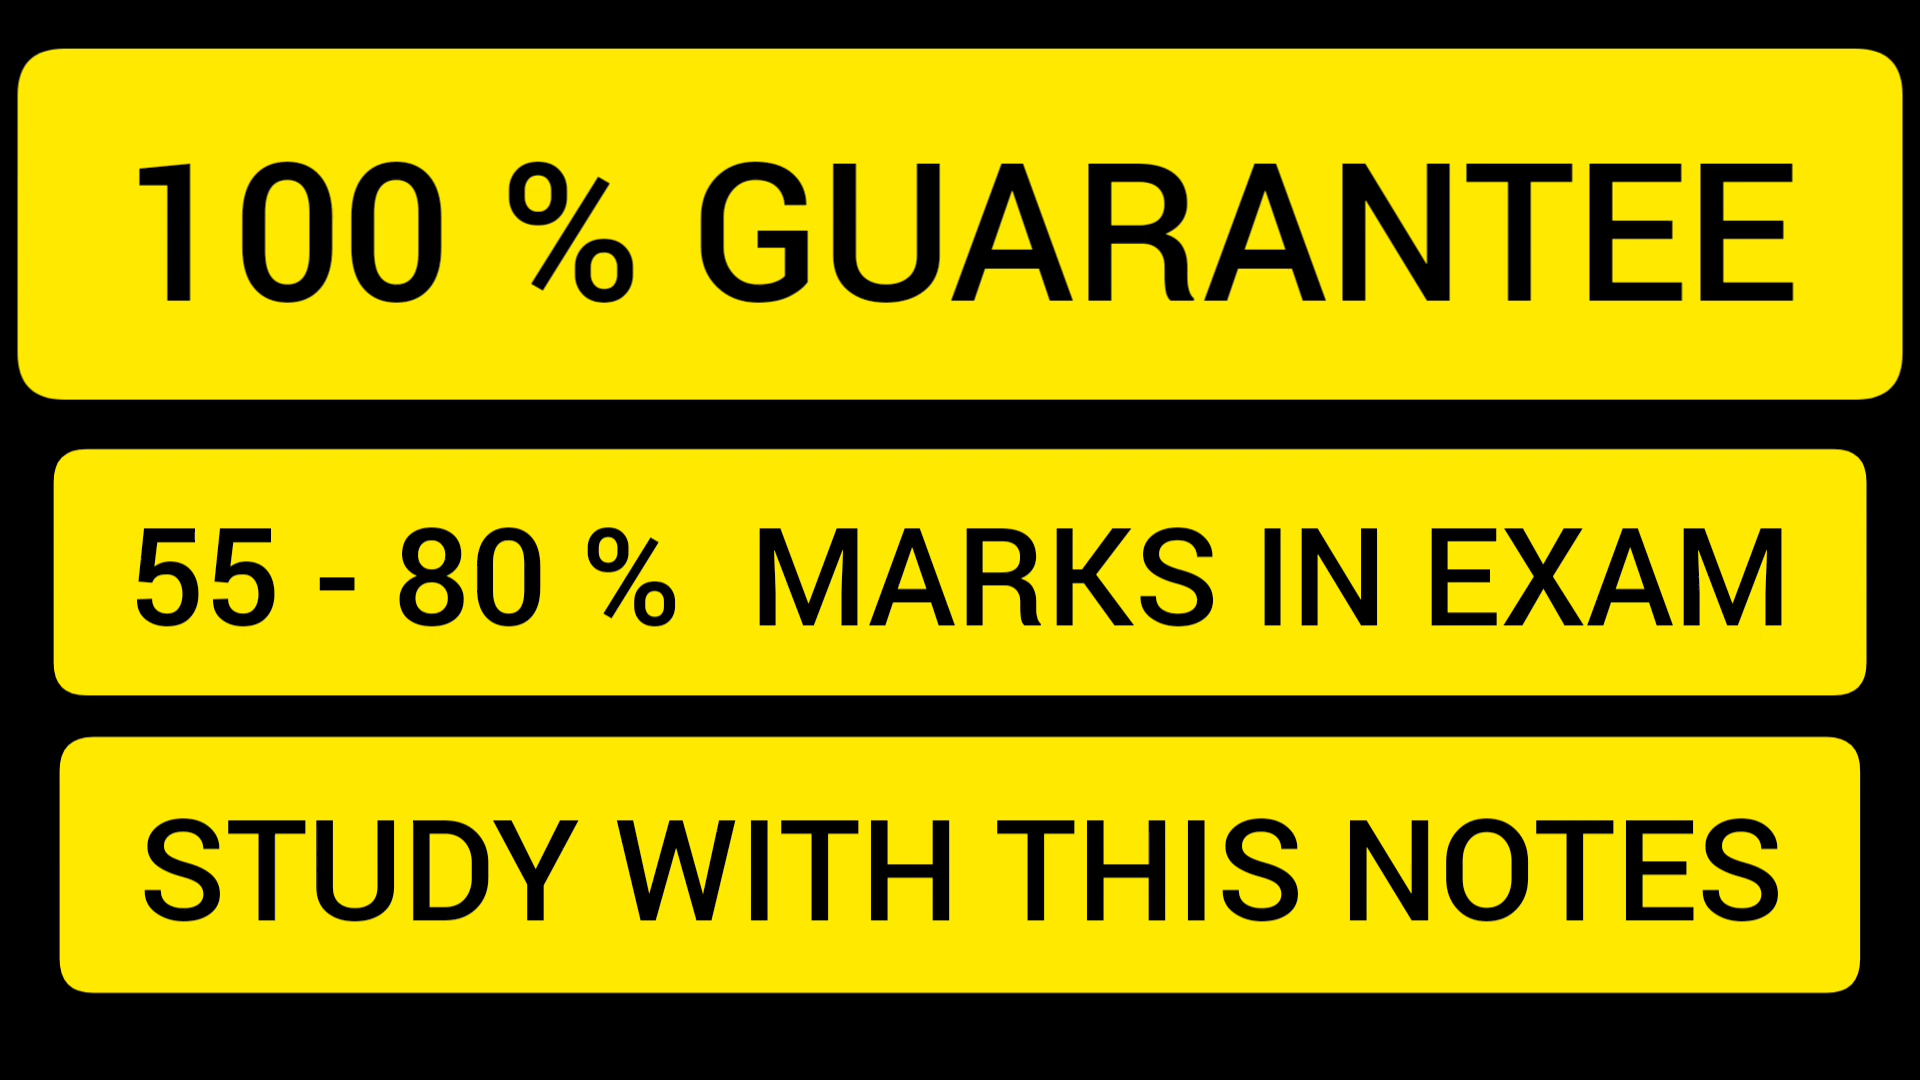 100 % GUARANTEE
55 - 80 % MARKS IN EXAM
STUDY WITH THIS NOTES